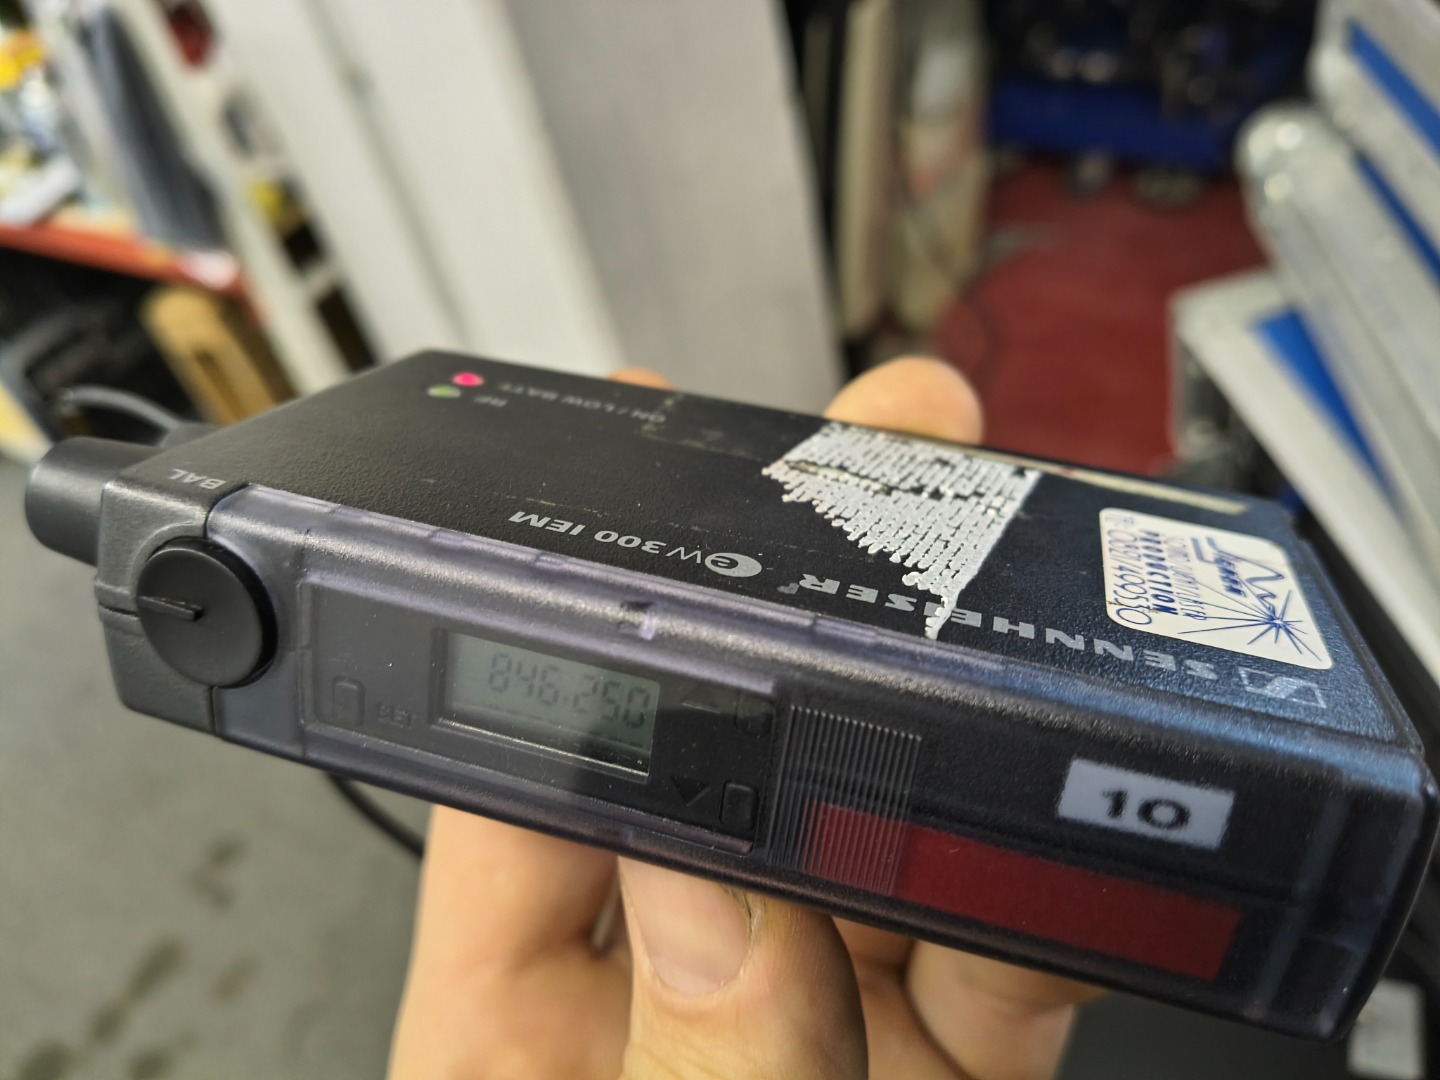 846.250
SET
BAL
ON / LOW BATT
RF
ew 300 IEM
SENNHEISER
10
PRODUCTION